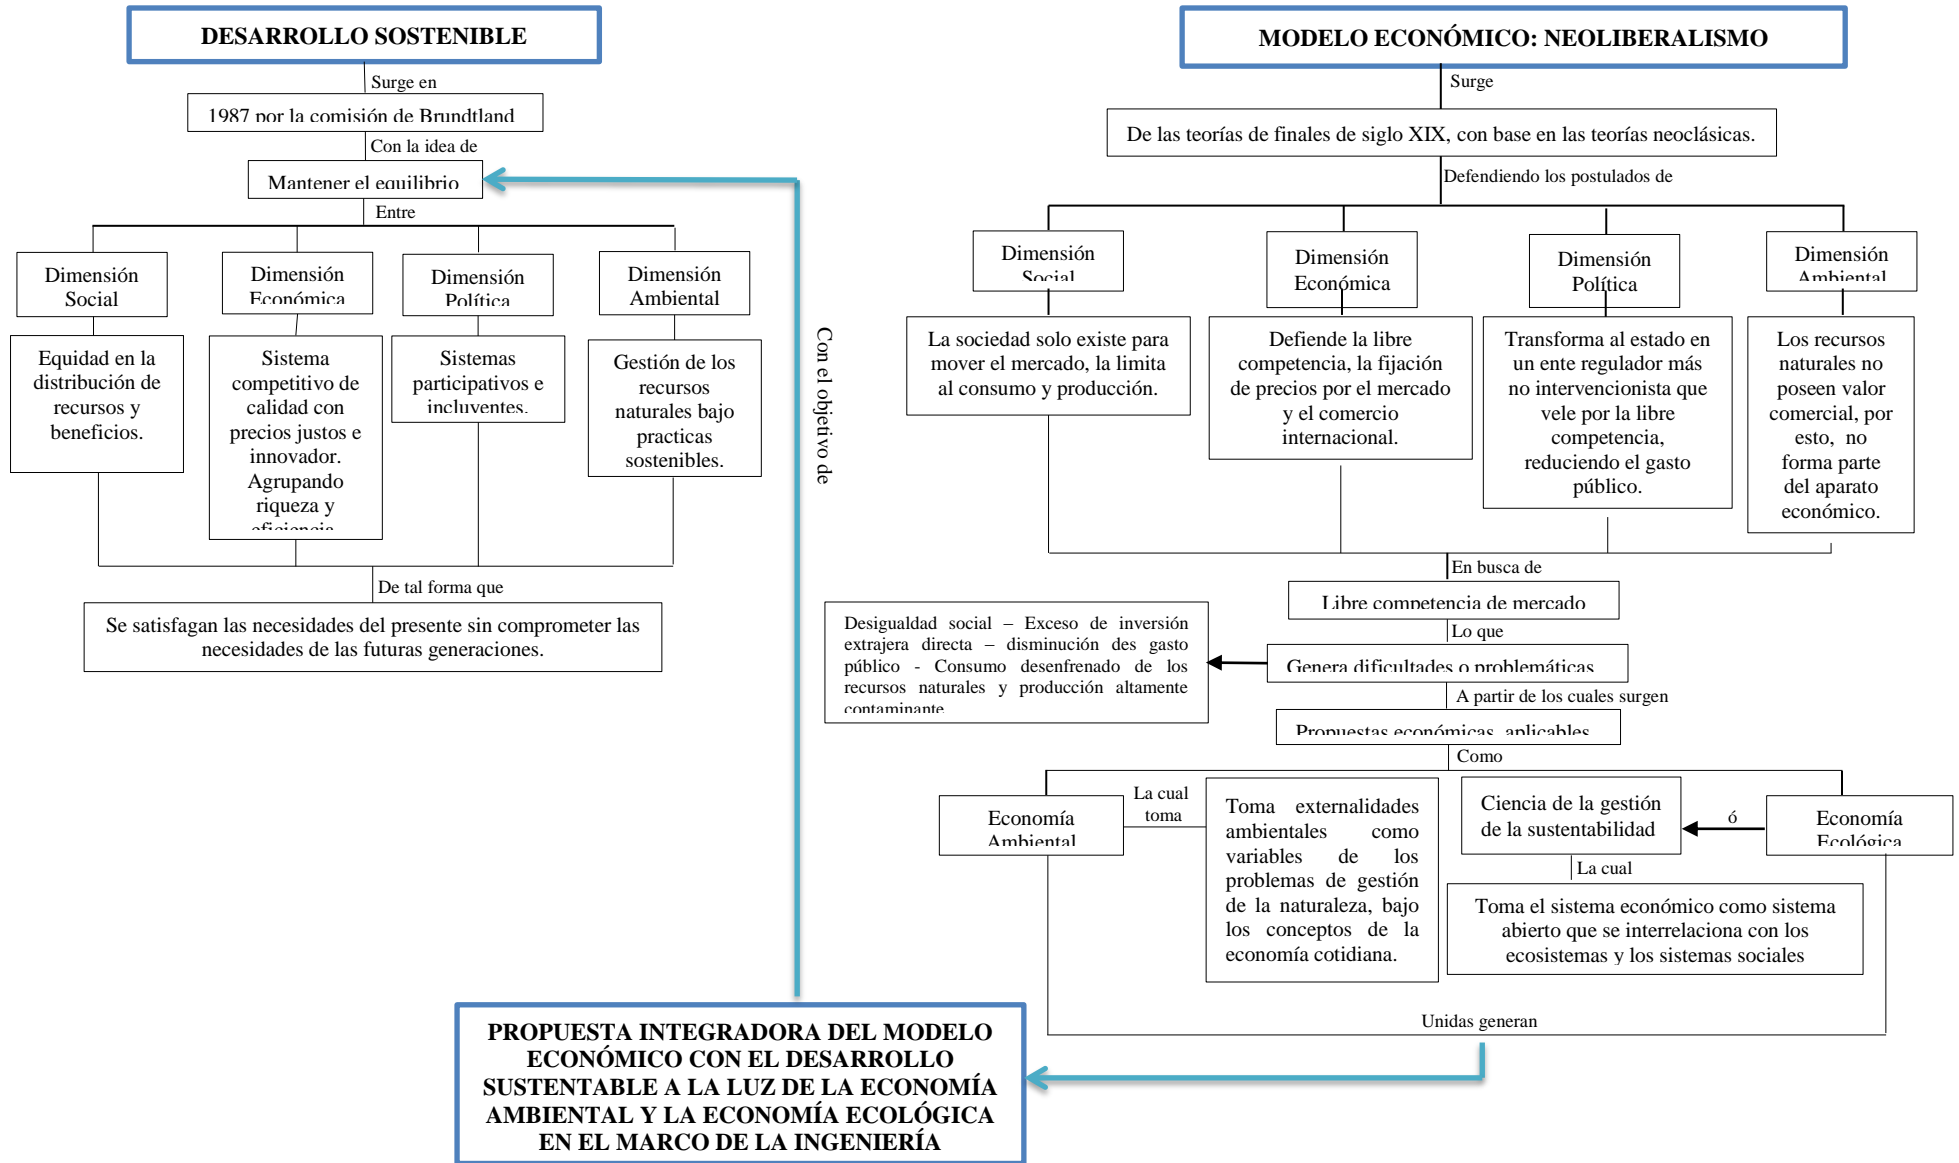 DESARROLLO SOSTENIBLE
Surge en
1987 por la comisión de Brundtland
Con la idea de
Mantener el equilibrio
Entre
Dimensión
Social
Equidad en la
distribución de
recursos y
beneficios.
Dimensión
Económica
Sistema
competitivo de
calidad con
precios justos e
innovador.
Agrupando
riqueza y
eficiencia
Dimensión
Política
Sistemas
participativos e
incluyentes.
Dimensión
Ambiental
Gestión de los
recursos
naturales bajo
practicas
sostenibles.
De tal forma que
Se satisfagan las necesidades del presente sin comprometer las
necesidades de las futuras generaciones.
Con el objetivo de
MODELO ECONÓMICO: NEOLIBERALISMO
Surge
De las teorías de finales de siglo XIX, con base en las teorías neoclásicas.
Defendiendo los postulados de
Dimensión
Social
La sociedad solo existe para
mover el mercado, la limita
al consumo y producción.
Dimensión
Económica
Defiende la libre
competencia, la fijación
de precios por el mercado
y el comercio
internacional.
Dimensión
Política
Transforma al estado en
un ente regulador más
no intervencionista que
vele por la libre
competencia,
reduciendo el gasto
público.
Dimensión
Ambiental
Los recursos
naturales no
poseen valor
comercial, por
esto, no
forma parte
del aparato
económico.
En busca de
Libre competencia de mercado
Lo que
Genera dificultades o problemáticas
Desigualdad social – Exceso de inversión
extrajera directa – disminución des gasto
público - Consumo desenfrenado de los
recursos naturales y producción altamente
contaminante
A partir de los cuales surgen
Propuestas económicas aplicables
Como
Economía
Ambiental
La cual
toma
Toma externalidades
ambientales como
variables de los
problemas de gestión
de la naturaleza, bajo
los conceptos de la
economía cotidiana.
Ciencia de la gestión
de la sustentabilidad
ó
Economía
Ecológica
La cual
Toma el sistema económico como sistema
abierto que se interrelaciona con los
ecosistemas y los sistemas sociales
Unidas generan
PROPUESTA INTEGRADORA DEL MODELO
ECONÓMICO CON EL DESARROLLO
SUSTENTABLE A LA LUZ DE LA ECONOMÍA
AMBIENTAL Y LA ECONOMÍA ECOLÓGICA
EN EL MARCO DE LA INGENIERÍA